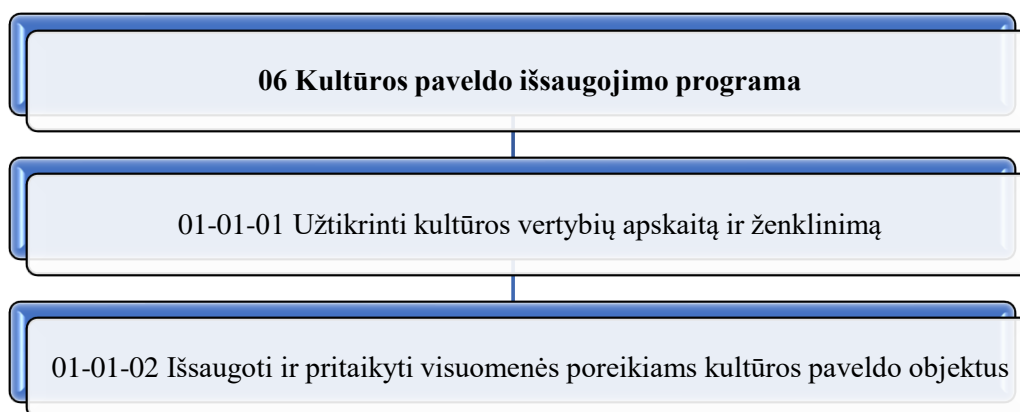 06 Kultūros paveldo išsaugojimo programa
01-01-01 Užtikrinti kultūros vertybių apskaitą ir ženklinimą
01-01-02 Išsaugoti ir pritaikyti visuomenės poreikiams kultūros paveldo objektus